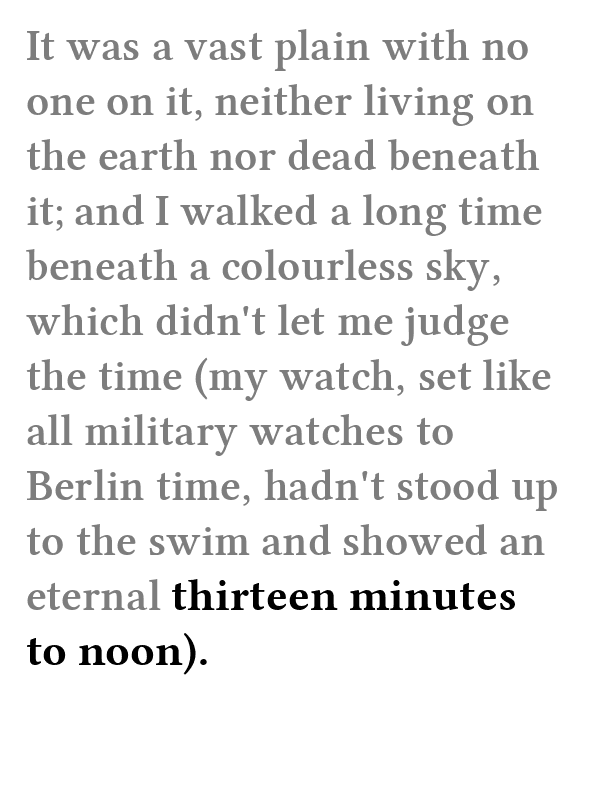 It was a vast plain with no
one on it, neither living on
the earth nor dead beneath
it; and I walked a long time
beneath a colourless sky,
which didn't let me judge
the time (my watch, set like
all military watches to
Berlin time, hadn't stood up
to the swim and showed an
eternal thirteen minutes
to noon).